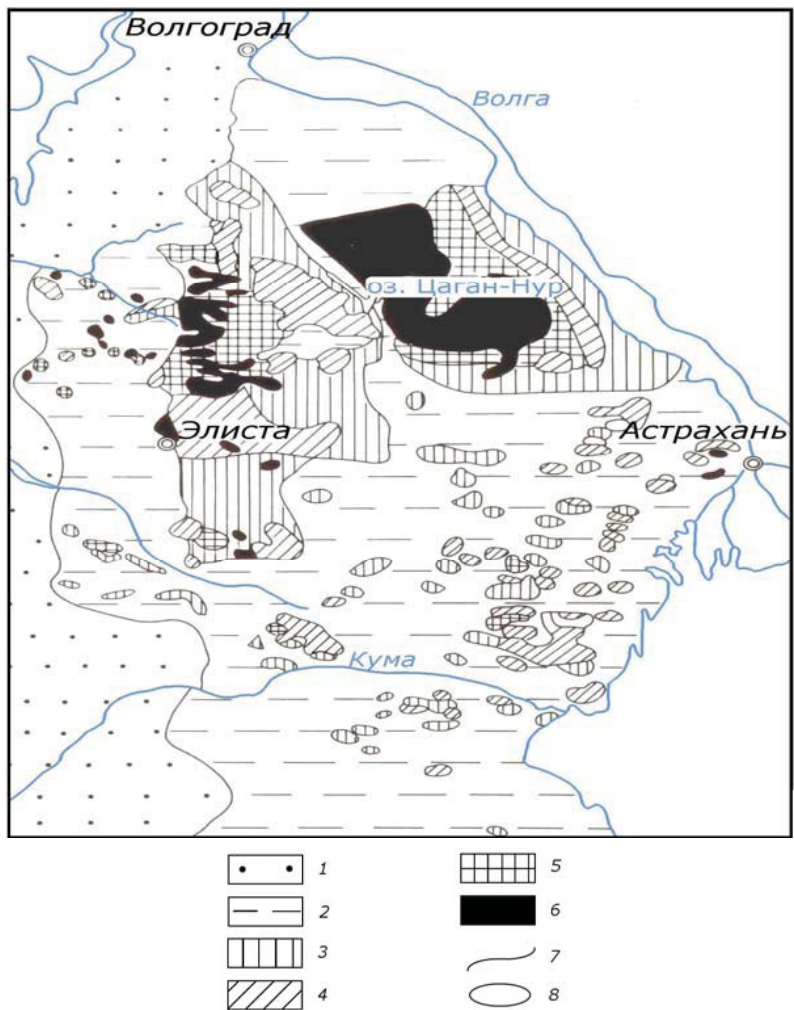 Волгоград
Волга
оз. Цаган-Нур
Элиста
Астрахань
Кума
1
2
3
4
5
6
7
8